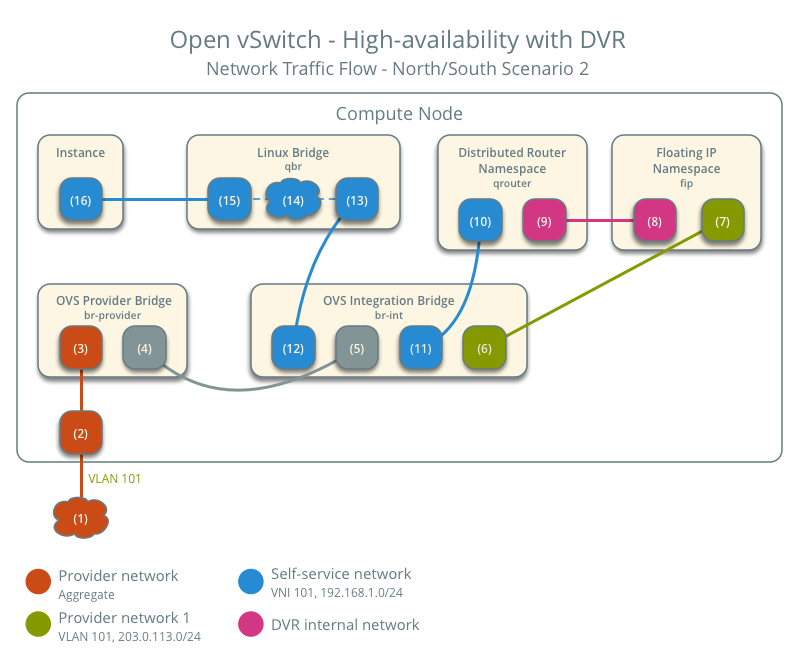 Open vSwitch - High-availability with DVR
Network Traffic Flow - North/South Scenario 2
Compute Node
Instance
(16)
Linux Bridge
qbr
(15)
(14)
(13)
Distributed Router
Namespace
qrouter
(10)
(9)
Floating IP
Namespace
fip
(8)
(7)
OVS Provider Bridge
br-provider
(3)
(4)
OVS Integration Bridge
br-int
(12)
(5)
(11)
(6)
(2)
VLAN 101
(1)
Provider network
Aggregate
Self-service network
VNI 101, 192.168.1.0/24
Provider network 1
VLAN 101, 203.0.113.0/24
DVR internal network